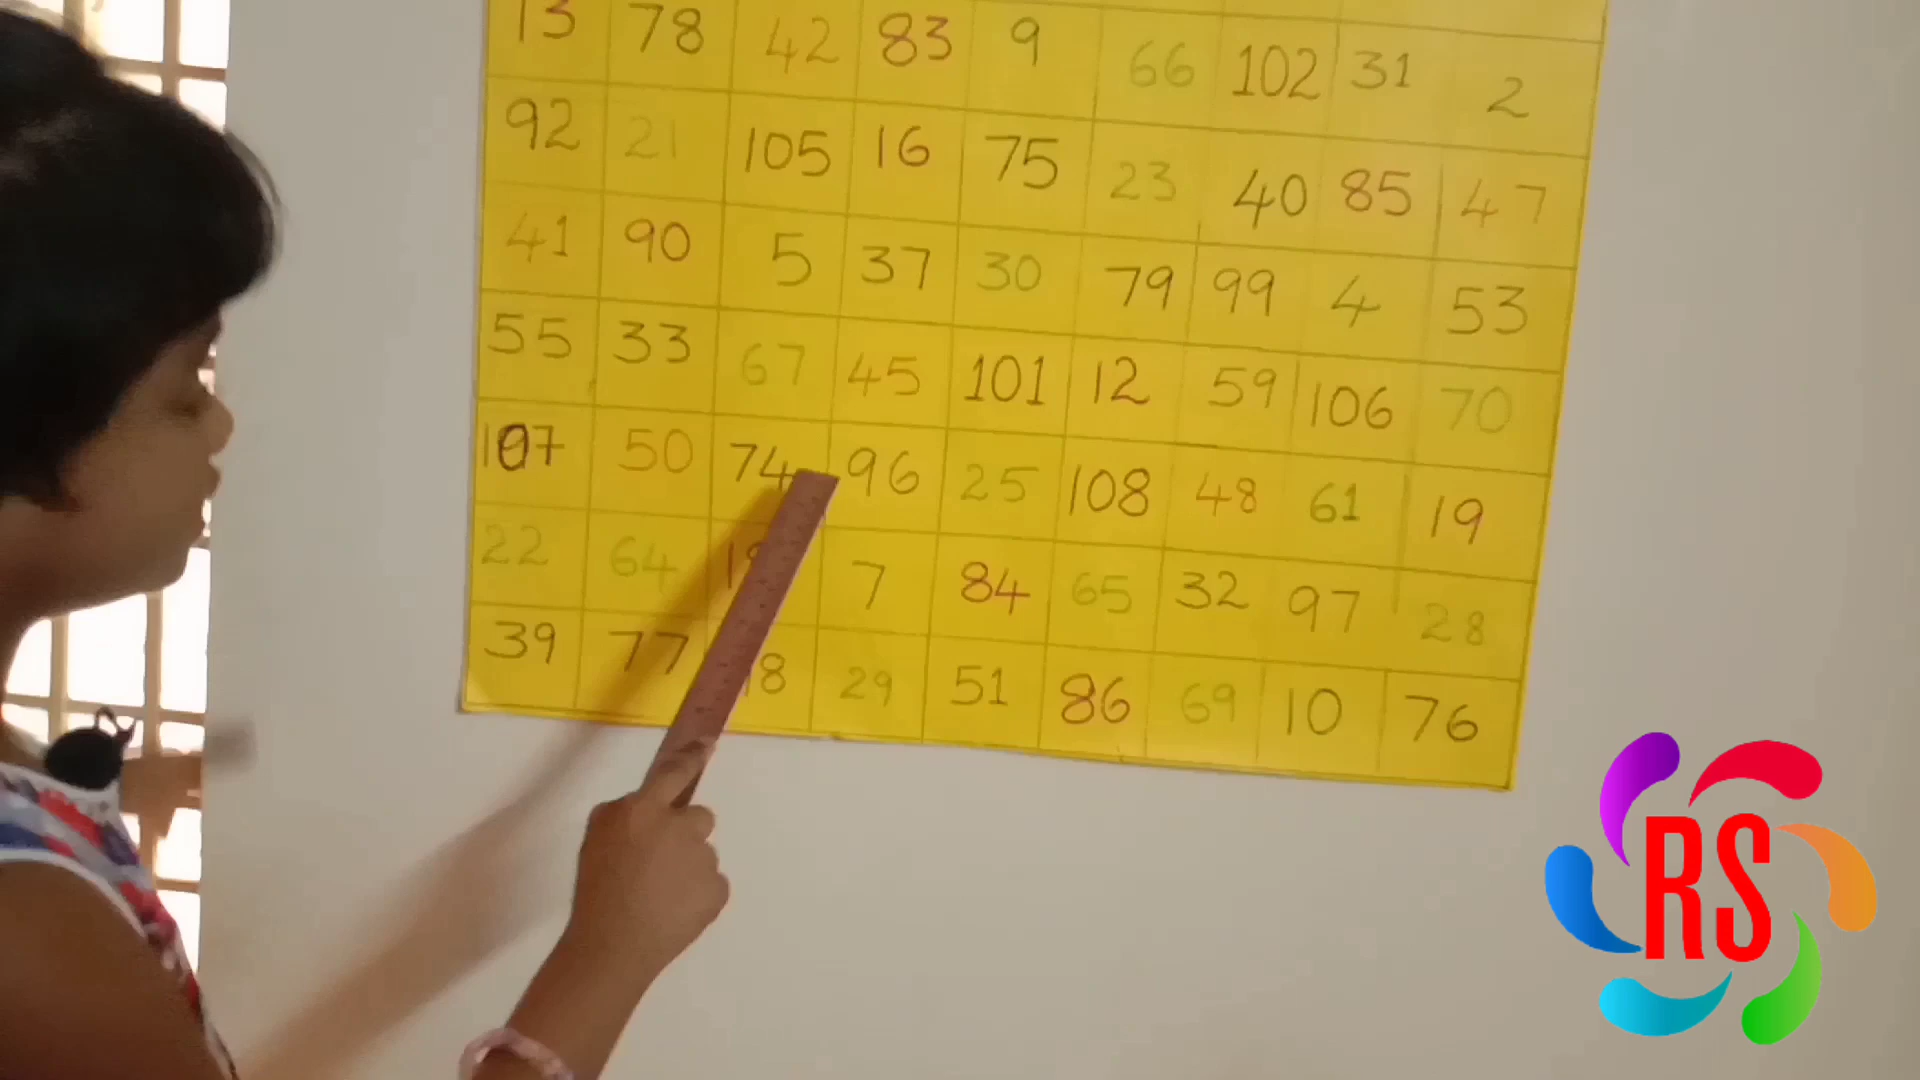 13 78 42 83 9 66 102 31 2
92 21 105 16 75 23 40 85 47
41 90 5 37 30 79 99 4 53
55 33 67 45 101 12 59 106 70
107 50 74 96 25 108 48 61 19
22 64 7 84 65 32 97 28
39 77 29 51 86 69 10 76
RS